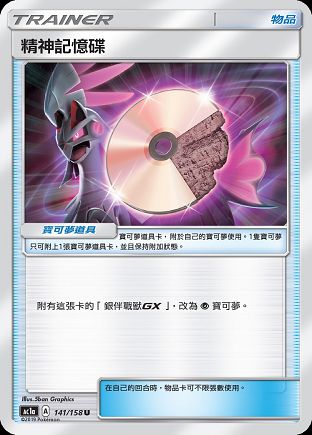 TRAINER 物品
精神記憶碟
寶可夢道具
寶可夢道具卡,附於自己的寶可夢使用。1隻寶可夢
只可附上1張寶可夢道具卡,並且保持附加狀態。
附有這張卡的「銀伴戰獸GX」,改為 寶可夢。
Illus. 5ban Graphics
AC1a A 141/158 U
©2019 Pokémon
在自己的回合時,物品卡可不限張數使用。